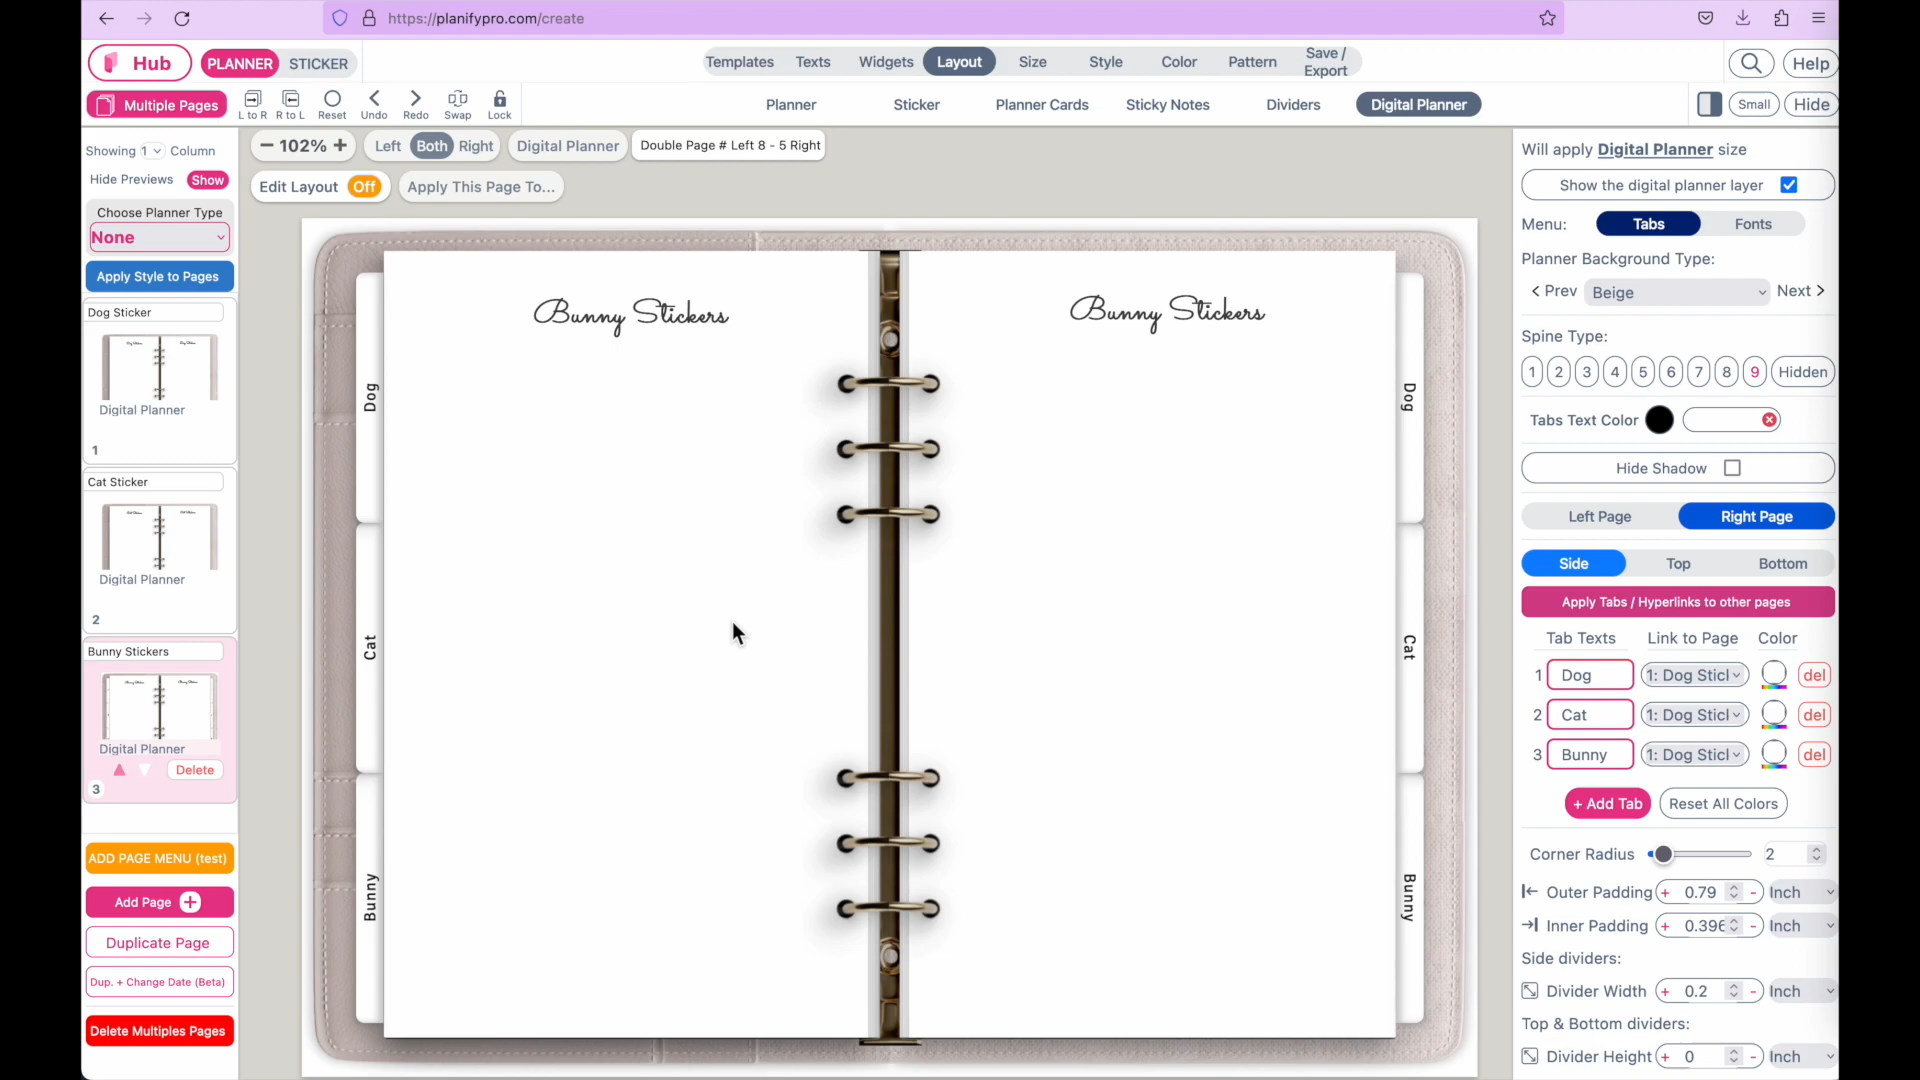 https://planifypro.com/create
Hub PLANNER STICKER
Templates Texts Widgets Layout Size Style Color Pattern Save / Export
Help
Multiple Pages
L to R R to L Reset Undo Redo Swap Lock
Planner Sticker Planner Cards Sticky Notes Dividers Digital Planner
Small Hide
Showing 1 Column
Hide Previews Show
Choose Planner Type
None
Apply Style to Pages
Dog Sticker
Digital Planner
1
Cat Sticker
Digital Planner
2
Bunny Stickers
Digital Planner
Delete
3
ADD PAGE MENU (test)
Add Page +
Duplicate Page
Dup. + Change Date (Beta)
Delete Multiples Pages
− 102% + Left Both Right Digital Planner Double Page # Left 8 - 5 Right
Edit Layout Off Apply This Page To...
Bunny Stickers Bunny Stickers
Dog Dog
Cat Cat
Bunny Bunny
Will apply Digital Planner size
Show the digital planner layer
Menu: Tabs Fonts
Planner Background Type:
< Prev Beige Next >
Spine Type:
1 2 3 4 5 6 7 8 9 Hidden
Tabs Text Color
Hide Shadow
Left Page Right Page
Side Top Bottom
Apply Tabs / Hyperlinks to other pages
Tab Texts Link to Page Color
1 Dog 1: Dog Sticl del
2 Cat 1: Dog Sticl del
3 Bunny 1: Dog Sticl del
+ Add Tab Reset All Colors
Corner Radius 2
Outer Padding + 0.79 - Inch
Inner Padding + 0.396 - Inch
Side dividers:
Divider Width + 0.2 - Inch
Top & Bottom dividers:
Divider Height + 0 - Inch